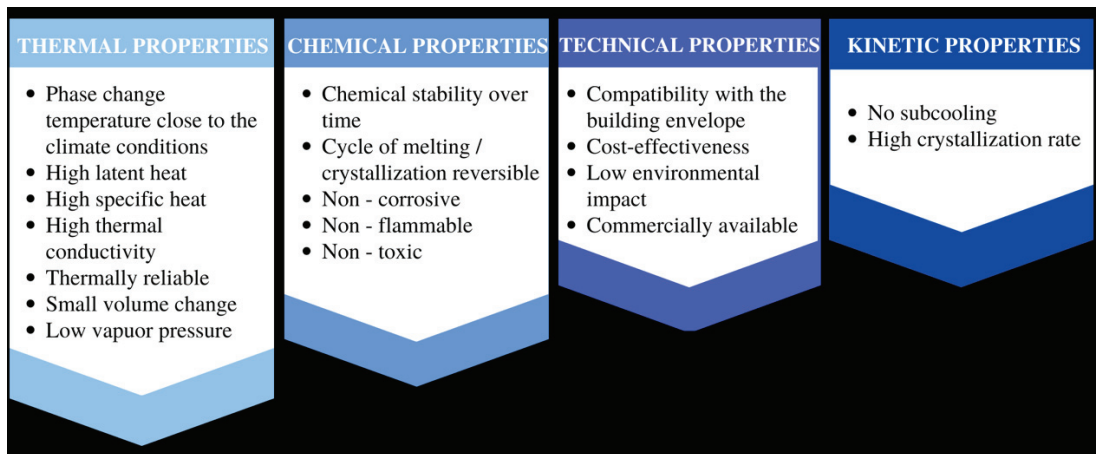 THERMAL PROPERTIES
• Phase change
temperature close to the
climate conditions
• High latent heat
• High specific heat
• High thermal
conductivity
• Thermally reliable
• Small volume change
• Low vapuor pressure
CHEMICAL PROPERTIES
• Chemical stability over
time
• Cycle of melting /
crystallization reversible
• Non - corrosive
• Non - flammable
• Non - toxic
TECHNICAL PROPERTIES
• Compatibility with the
building envelope
• Cost-effectiveness
• Low environmental
impact
• Commercially available
KINETIC PROPERTIES
• No subcooling
• High crystallization rate